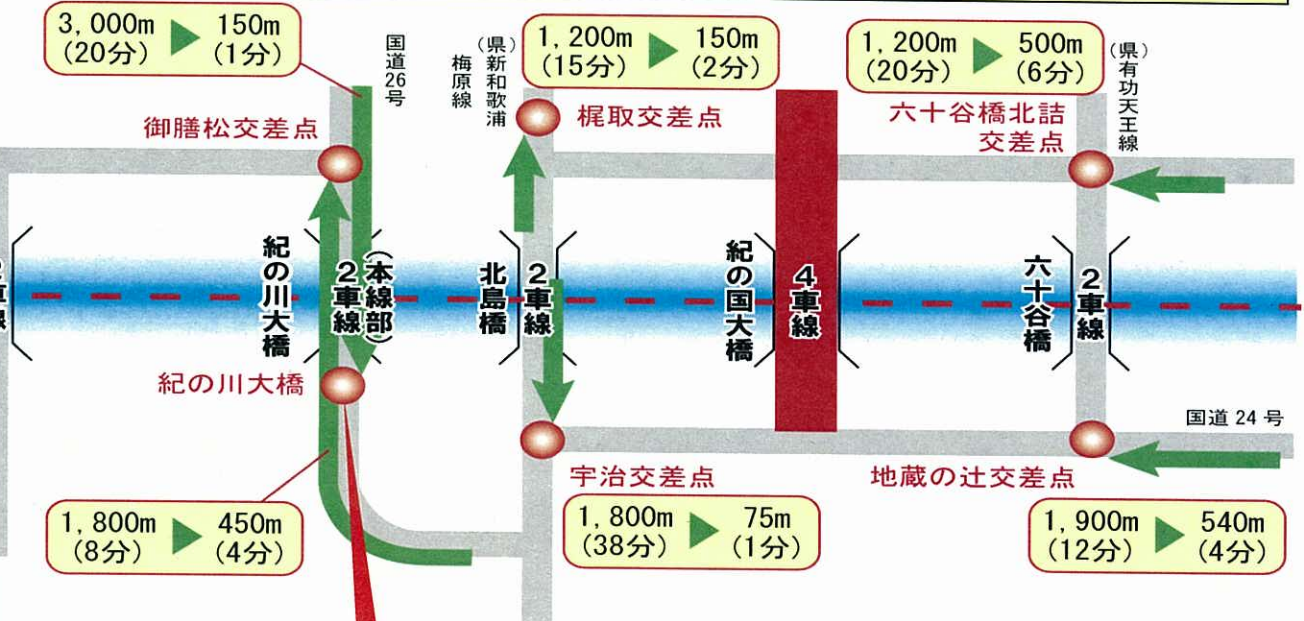 3,000m ▶ 150m
(20分) (1分)
国道26号
(県)新和歌浦
梅原線
1,200m ▶ 150m
(15分) (2分)
1,200m ▶ 500m
(20分) (6分)
(県)有功天王線
御膳松交差点
梶取交差点
六十谷橋北詰
交差点
紀の川大橋
2車線
(本線部)
北島橋
2車線
紀の国大橋
4車線
六十谷橋
2車線
紀の川大橋
国道24号
宇治交差点
地蔵の辻交差点
1,800m ▶ 450m
(8分) (4分)
1,800m ▶ 75m
(38分) (1分)
1,900m ▶ 540m
(12分) (4分)